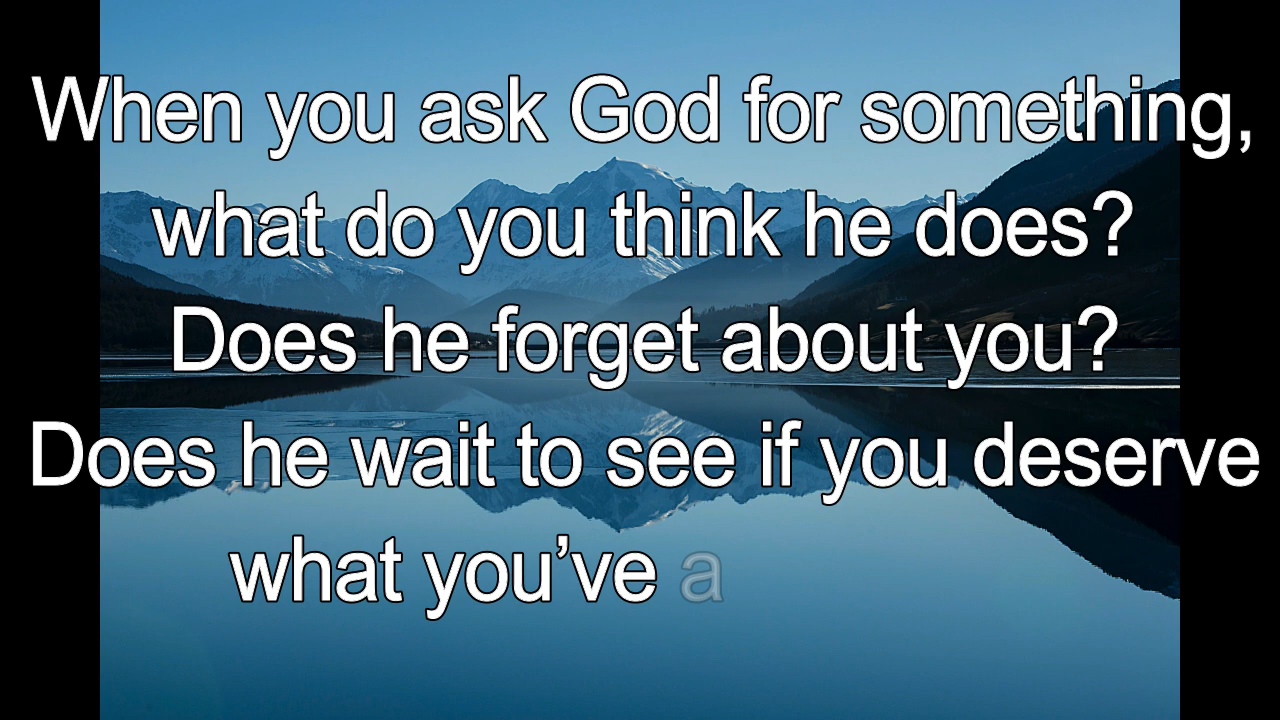 When you ask God for something,
what do you think he does?
Does he forget about you?
Does he wait to see if you deserve
what you’ve a